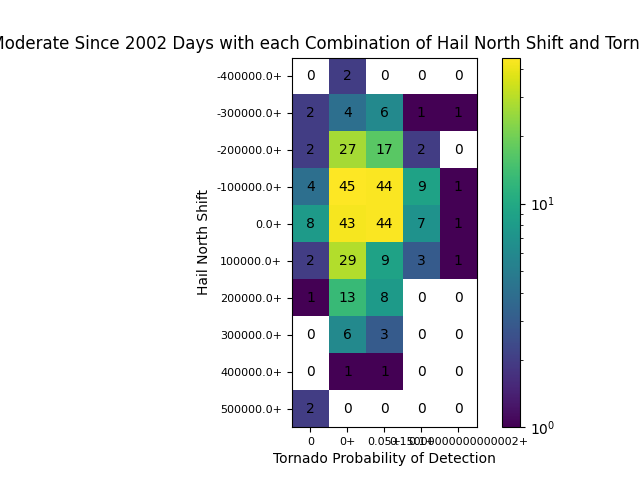 Moderate Since 2002 Days with each Combination of Hail North Shift and Torn
-400000.0+ 0 2 0 0 0
-300000.0+ 2 4 6 1 1
-200000.0+ 2 27 17 2 0
-100000.0+ 4 45 44 9 1
0.0+ 8 43 44 7 1
100000.0+ 2 29 9 3 1
200000.0+ 1 13 8 0 0
300000.0+ 0 6 3 0 0
400000.0+ 0 1 1 0 0
500000.0+ 2 0 0 0 0
Hail North Shift
0 0+ 0.05+
Tornado Probability of Detection
10¹
10⁰